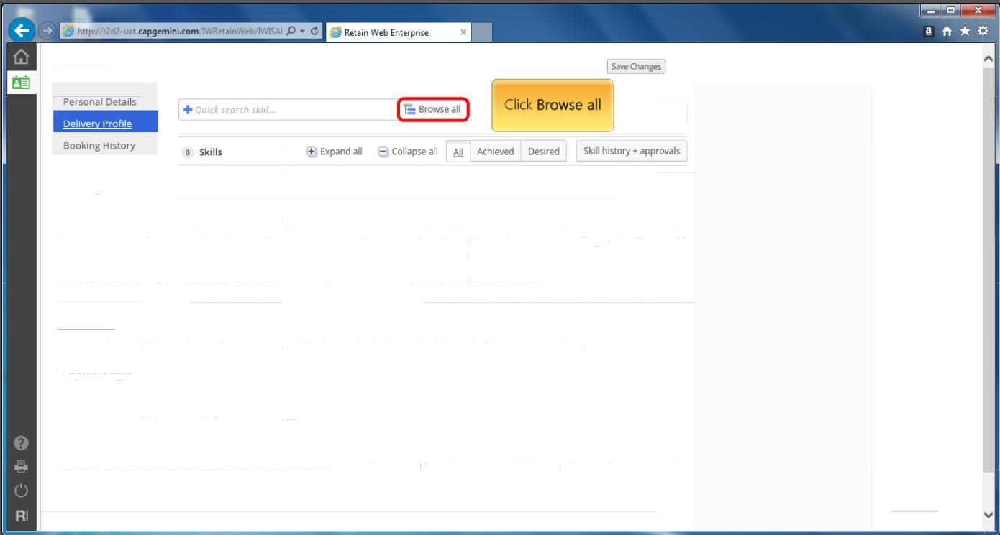 http://r2d2-uat.capgemini.com/IWRetainWeb/IWISAI
Retain Web Enterprise
a
Save Changes
Personal Details
Delivery Profile
Booking History
Quick search skill...
Browse all
Click Browse all
0 Skills
Expand all
Collapse all
All
Achieved
Desired
Skill history + approvals
?
R